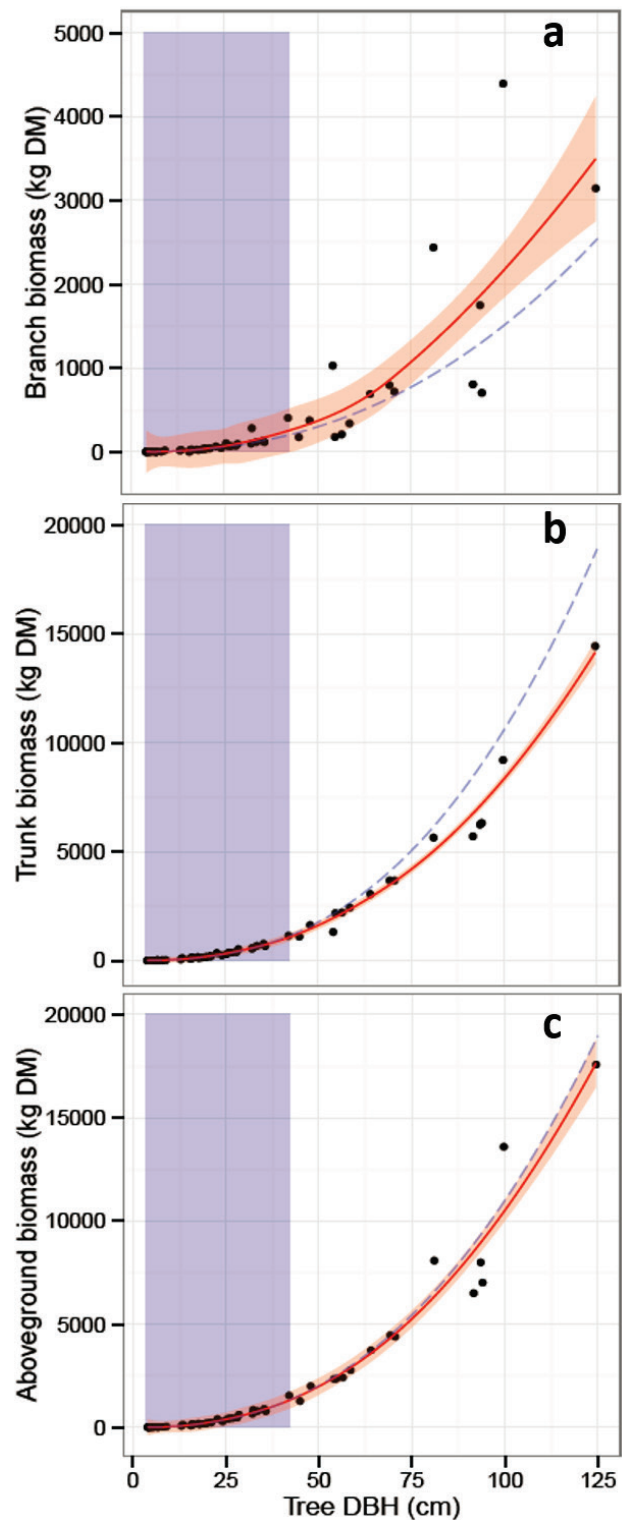 a
5000
4000
3000
2000
1000
0
Branch biomass (kg DM)
b
20000
15000
10000
5000
0
Trunk biomass (kg DM)
c
20000
15000
10000
5000
0
Aboveground biomass (kg DM)
0 25 50 75 100 125
Tree DBH (cm)